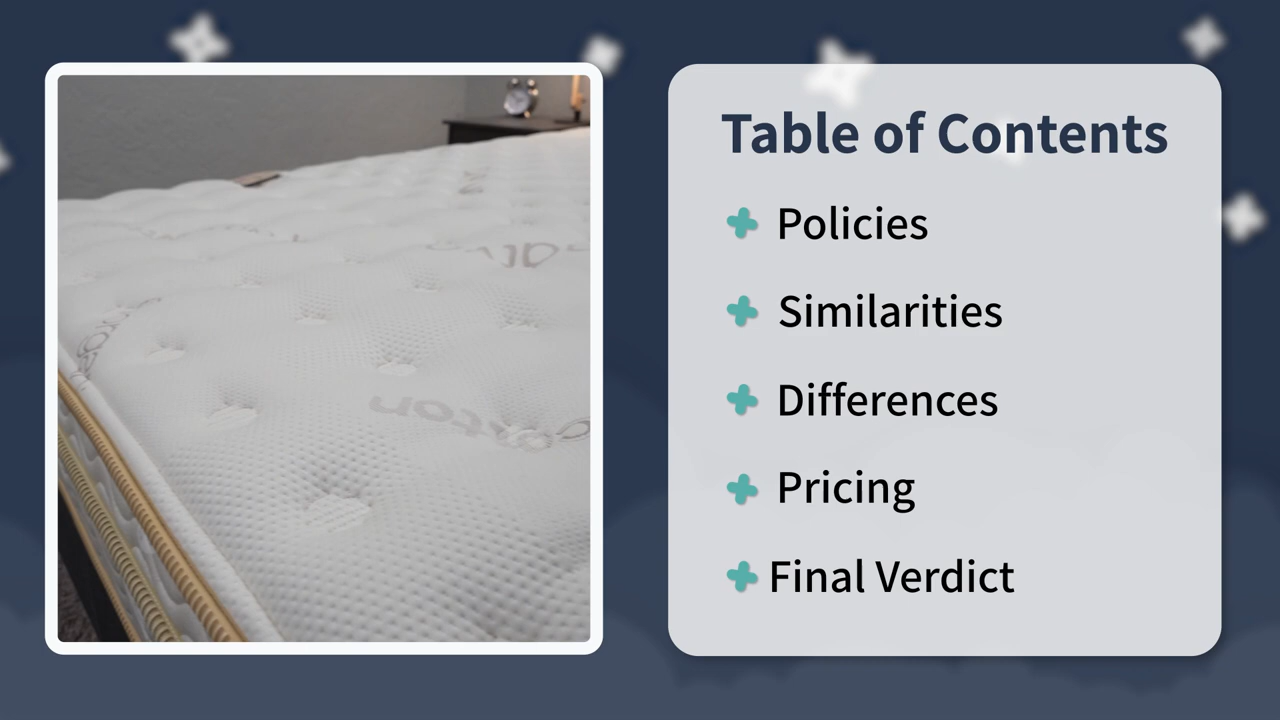 Table of Contents
Policies
Similarities
Differences
Pricing
Final Verdict